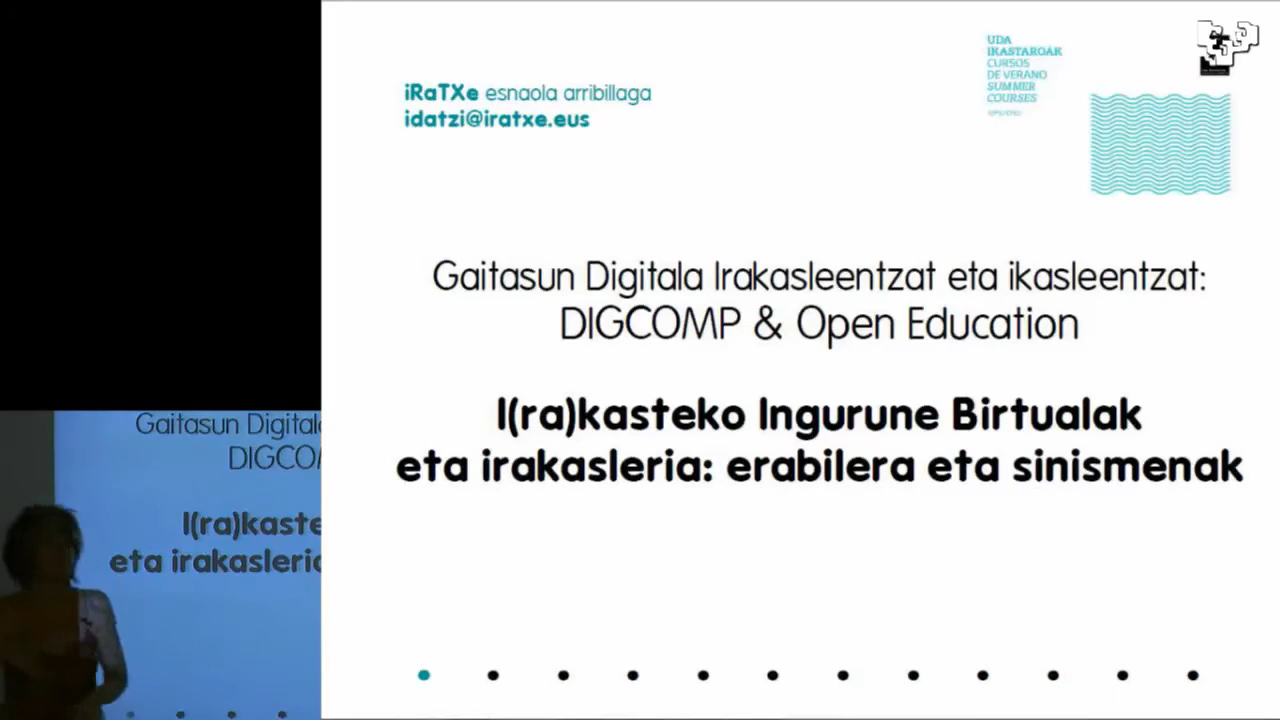 iRaTXe esnaola arribillaga
idatzi@iratxe.eus
UDA
IKASTAROAK
CURSOS
DE VERANO
SUMMER
COURSES
Gaitasun Digitala Irakasleentzat eta ikasleentzat:
DIGCOMP & Open Education
I(ra)kasteko Ingurune Birtualak
eta irakasleria: erabilera eta sinismenak
Gaitasun Digital
DIGCO
I(ra)kaste
eta irakasleri